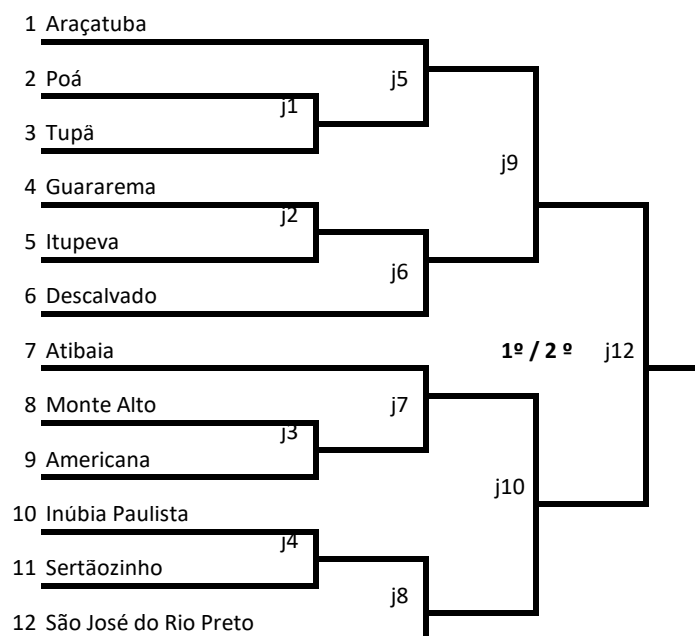 1 Araçatuba
2 Poá
j5
j1
3 Tupã
j9
4 Guararema
j2
5 Itupeva
j6
6 Descalvado
7 Atibaia
1º / 2 º j12
8 Monte Alto
j7
j3
9 Americana
j10
10 Inúbia Paulista
j4
11 Sertãozinho
j8
12 São José do Rio Preto